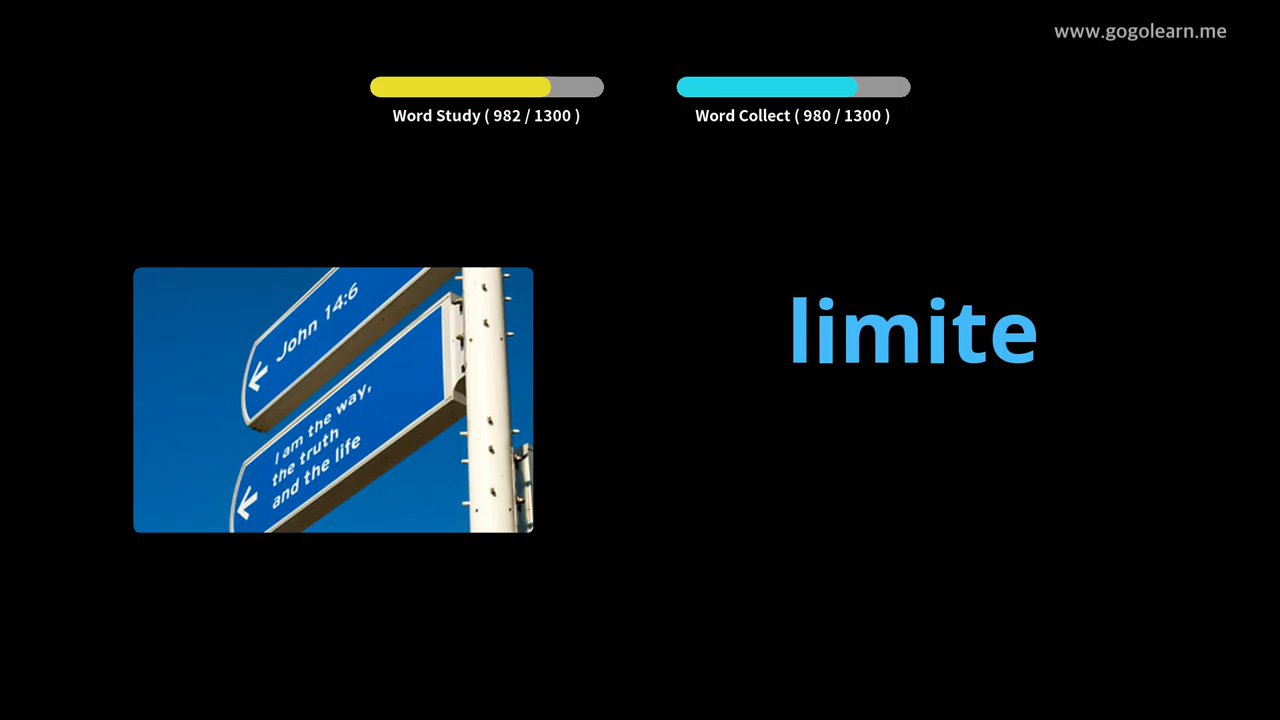 www.gogolearn.me
Word Study ( 982 / 1300 )
Word Collect ( 980 / 1300 )
John 14:6
I am the way,
the truth
and the life
limite